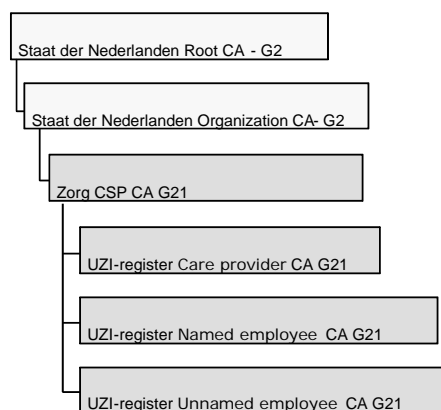 Staat der Nederlanden Root CA - G2
Staat der Nederlanden Organization CA- G2
Zorg CSP CA G21
UZI-register Care provider CA G21
UZI-register Named employee CA G21
UZI-register Unnamed employee CA G21